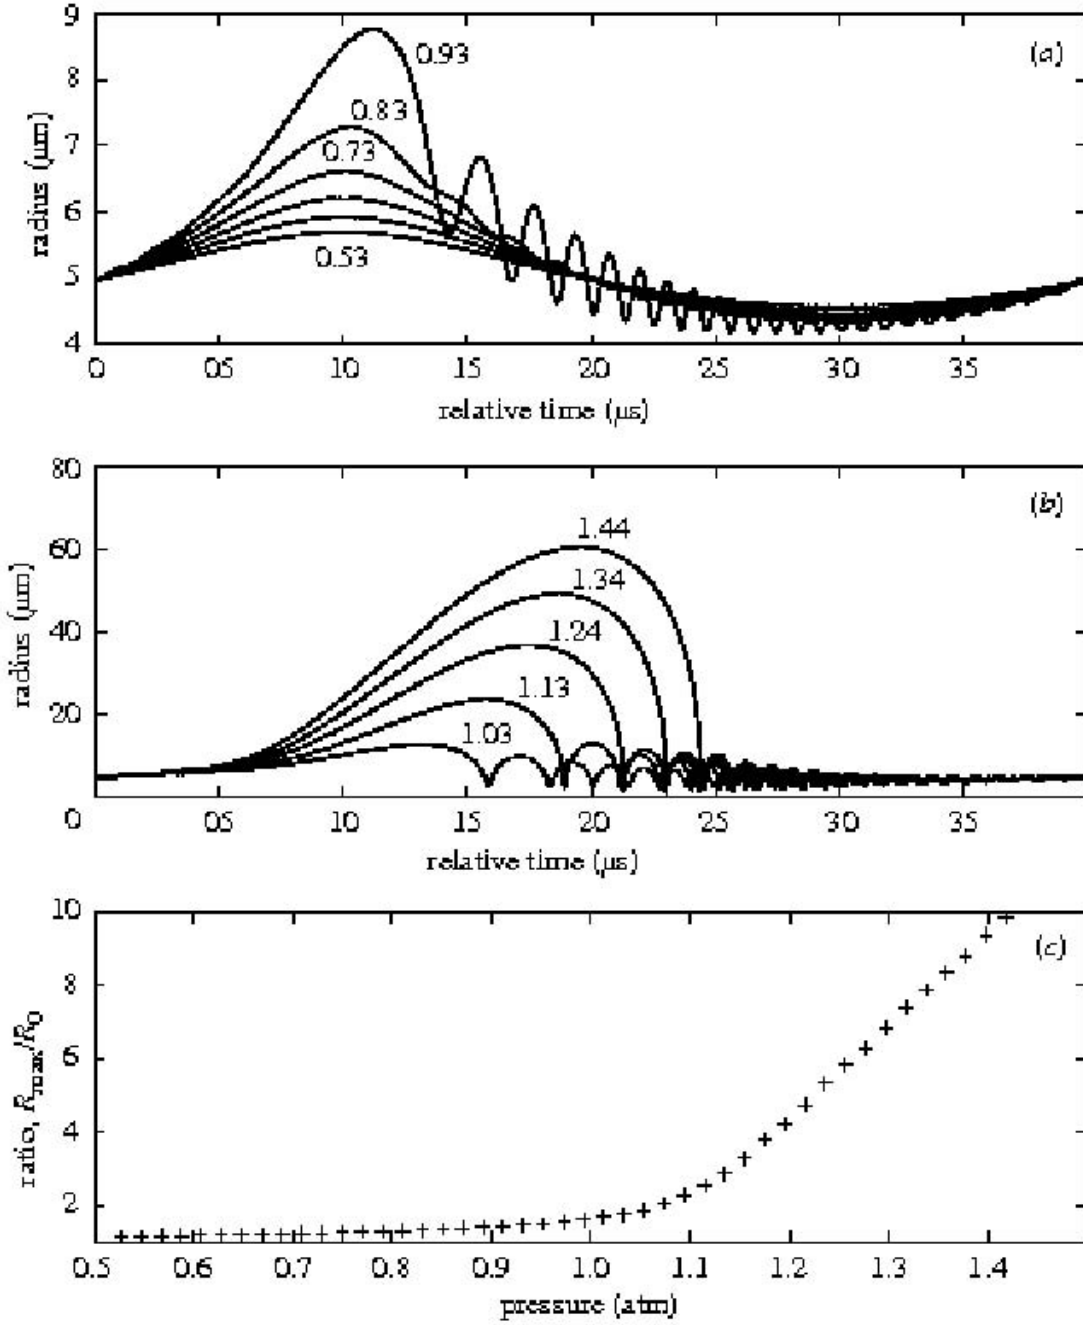 9
(a)
0.93
8
0.83
7
0.73
radius (μm)
6
0.53
5
4
0 05 10 15 20 25 30 35
relative time (μs)
80
(b)
1.44
60
1.34
radius (μm)
1.24
40
1.13
20
1.03
0 05 10 15 20 25 30 35
relative time (μs)
10
(c)
8
ratio, Rmax/R0
6
4
2
0.5 0.6 0.7 0.8 0.9 1.0 1.1 1.2 1.3 1.4
pressure (atm)